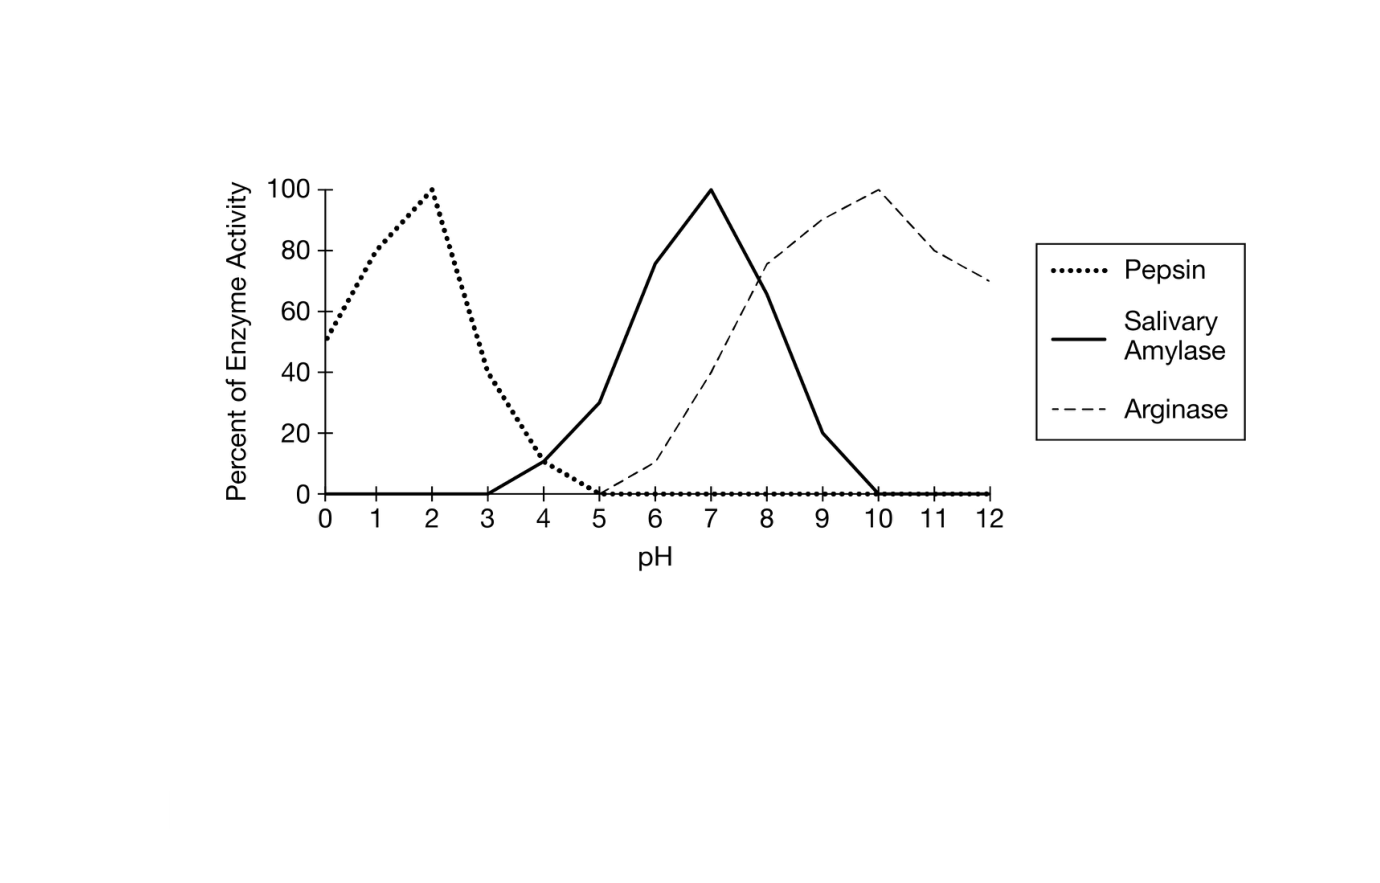 Percent of Enzyme Activity
100
80
60
40
20
0
0 1 2 3 4 5 6 7 8 9 10 11 12
pH
Pepsin
Salivary
Amylase
Arginase